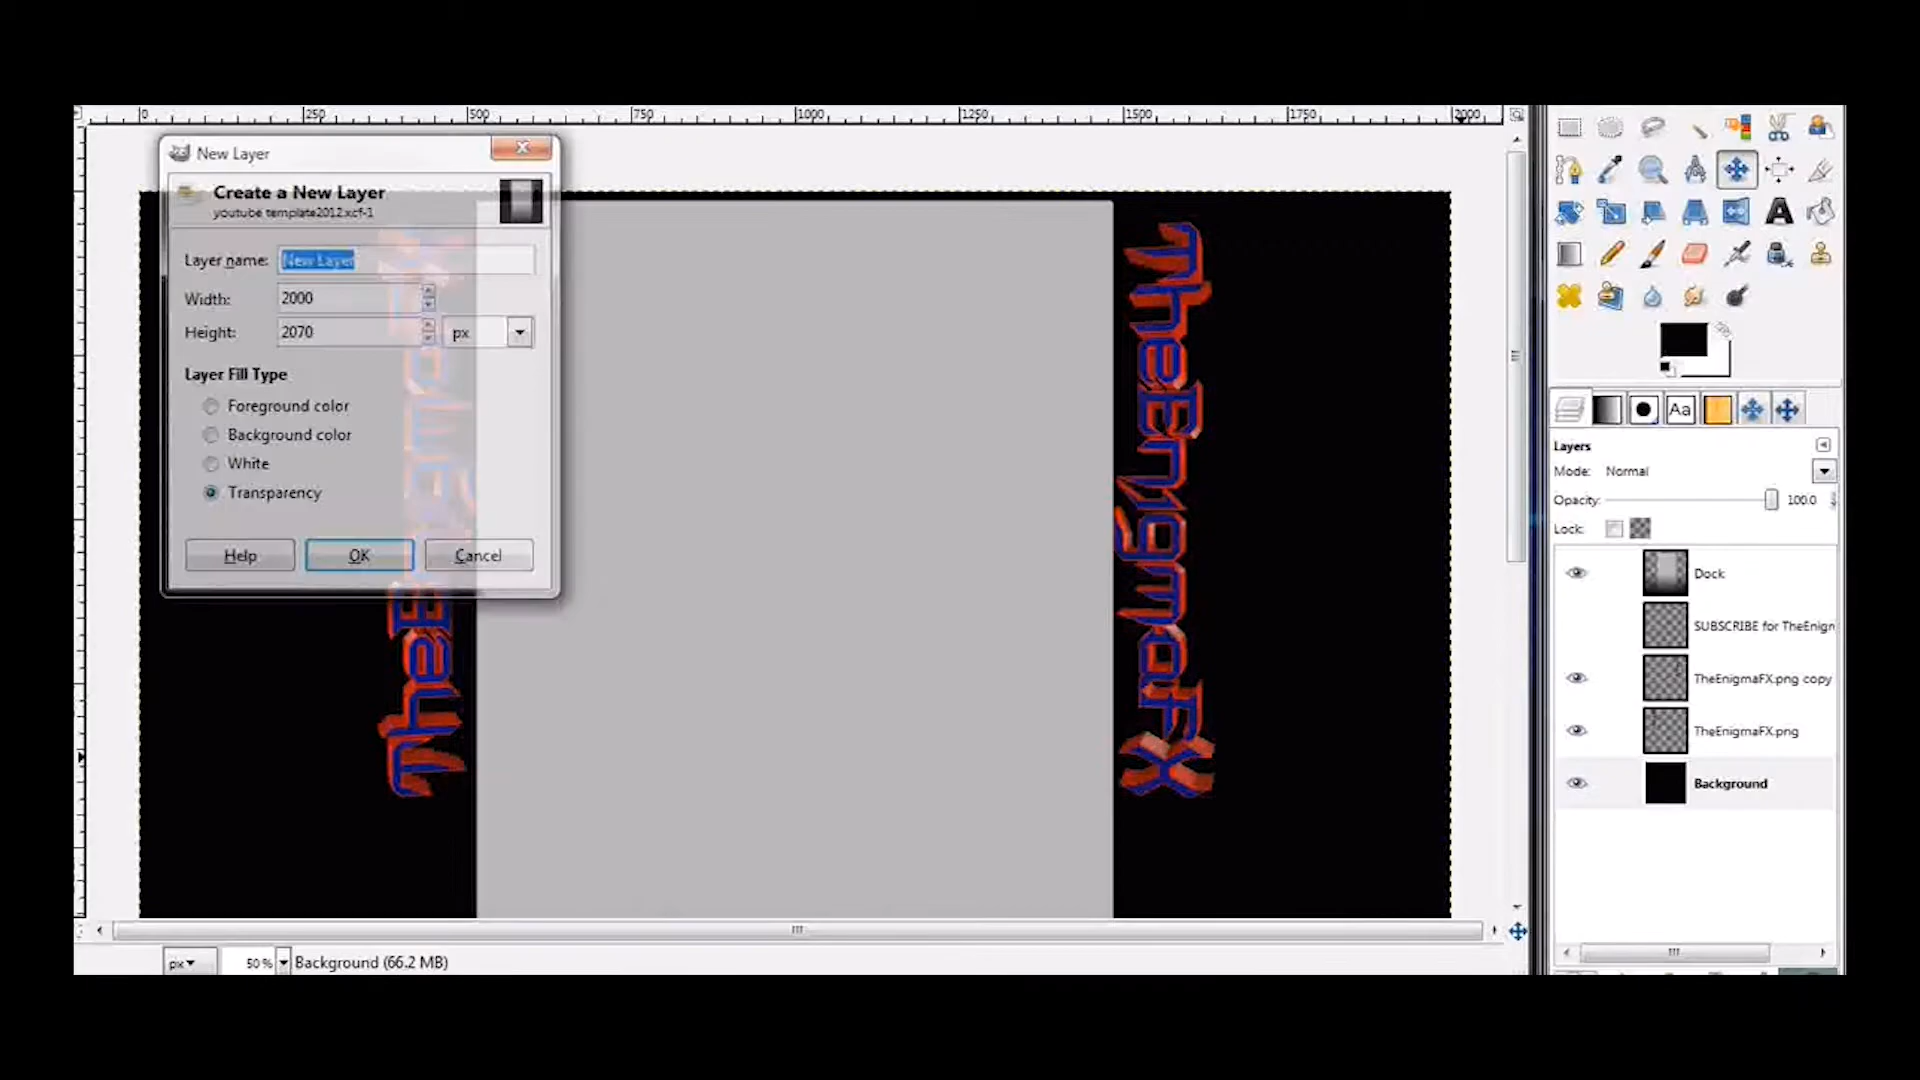 0 250 500 750 1000 1250 1500 1750 2000
New Layer
Create a New Layer
youtube template2012.xcf-1
Layer name: New Layer
Width: 2000
Height: 2070 px
Layer Fill Type
Foreground color
Background color
White
Transparency
Help OK Cancel
TheEnigmaFX
TheEnigmaFX
px 50 % Background (66.2 MB)
Aa
Layers
Mode: Normal
Opacity: 100.0
Lock:
Dock
SUBSCRIBE for TheEnigm
TheEnigmaFX.png copy
TheEnigmaFX.png
Background